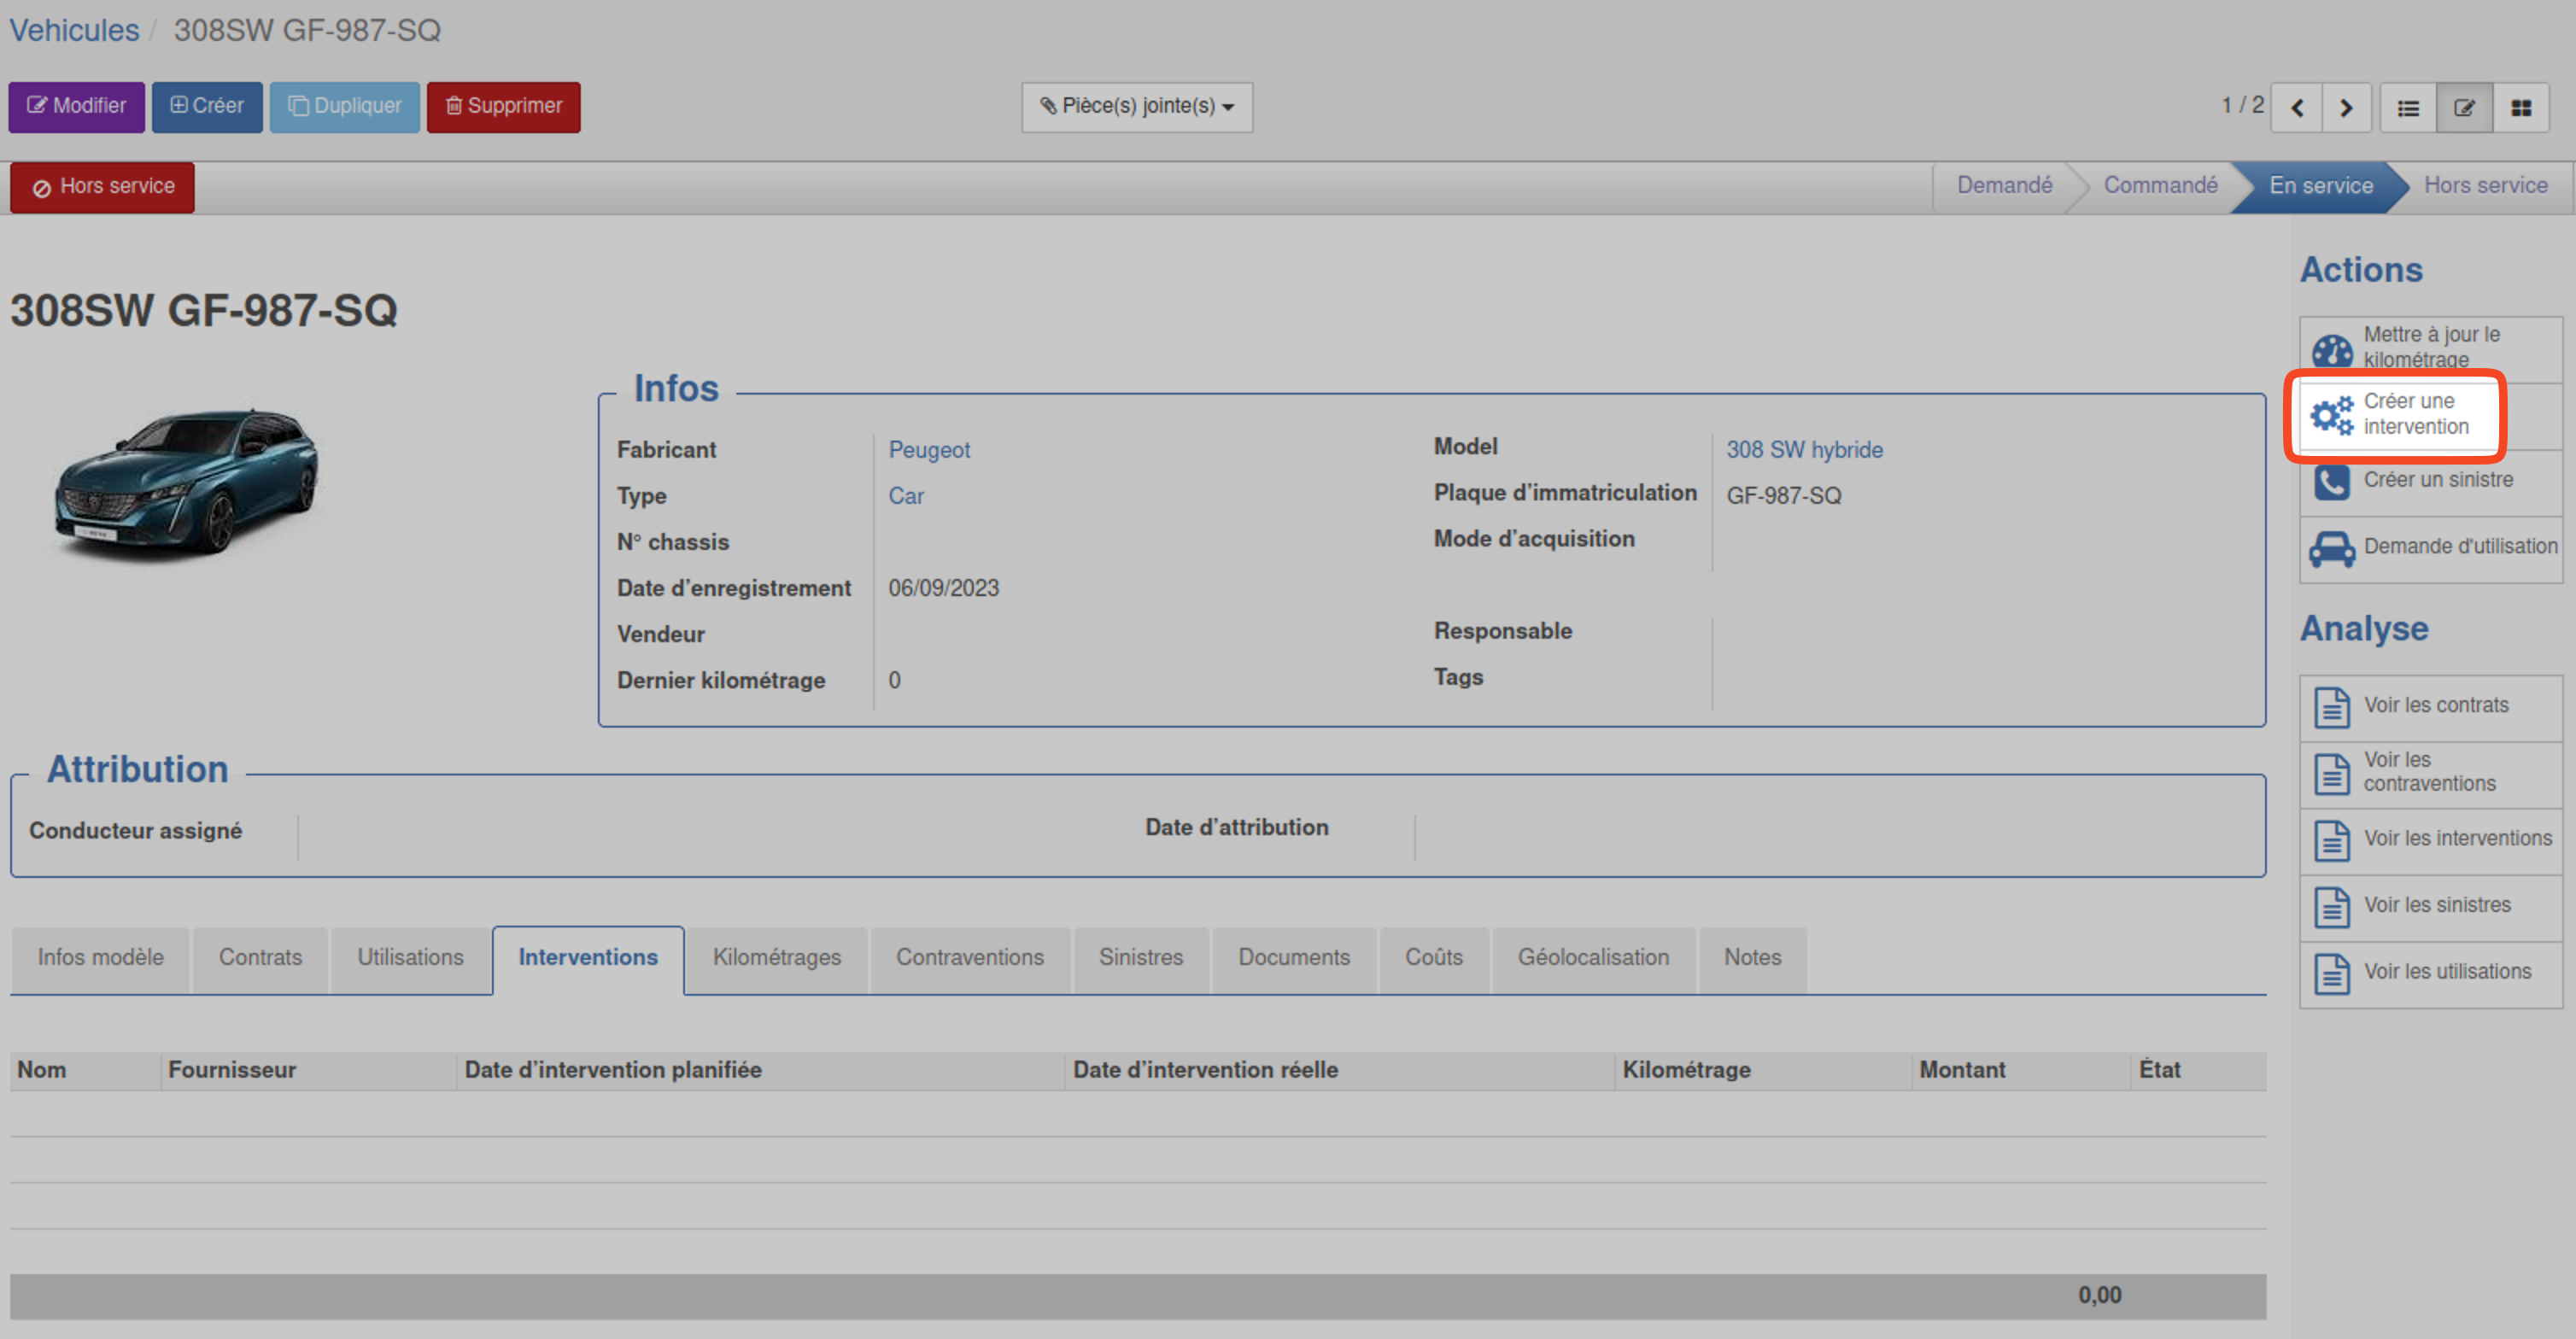 Vehicules / 308SW GF-987-SQ
Modifier Créer Dupliquer Supprimer Pièce(s) jointe(s) 1 / 2
Hors service Demandé Commandé En service Hors service
308SW GF-987-SQ
Infos
Fabricant Peugeot Model 308 SW hybride
Type Car Plaque d’immatriculation GF-987-SQ
N° chassis Mode d’acquisition
Date d’enregistrement 06/09/2023
Vendeur Responsable
Dernier kilométrage 0 Tags
Attribution
Conducteur assigné Date d’attribution
Infos modèle Contrats Utilisations Interventions Kilométrages Contraventions Sinistres Documents Coûts Géolocalisation Notes
Nom Fournisseur Date d’intervention planifiée Date d’intervention réelle Kilométrage Montant État
0,00
Actions
Mettre à jour le
kilométrage
Créer une
intervention
Créer un sinistre
Demande d'utilisation
Analyse
Voir les contrats
Voir les
contraventions
Voir les interventions
Voir les sinistres
Voir les utilisations